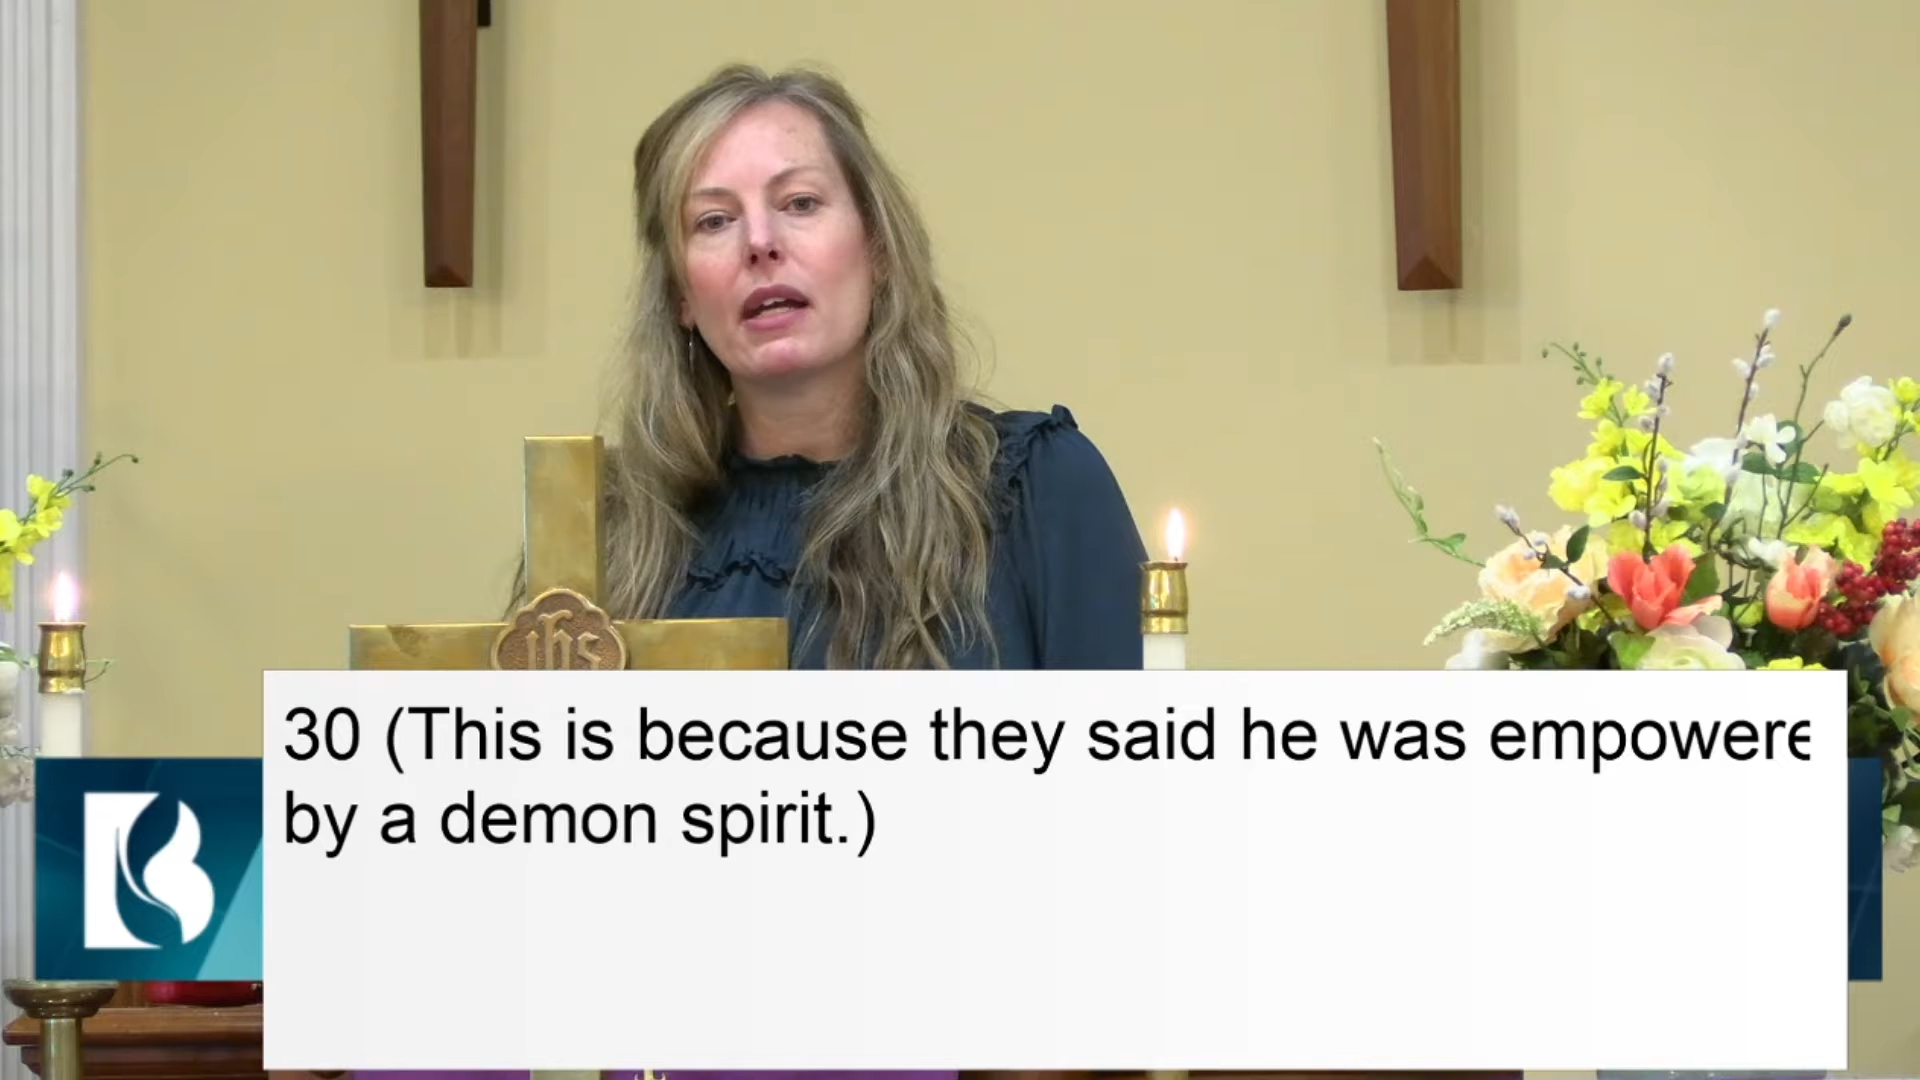 ihs
30 (This is because they said he was empowere
by a demon spirit.)